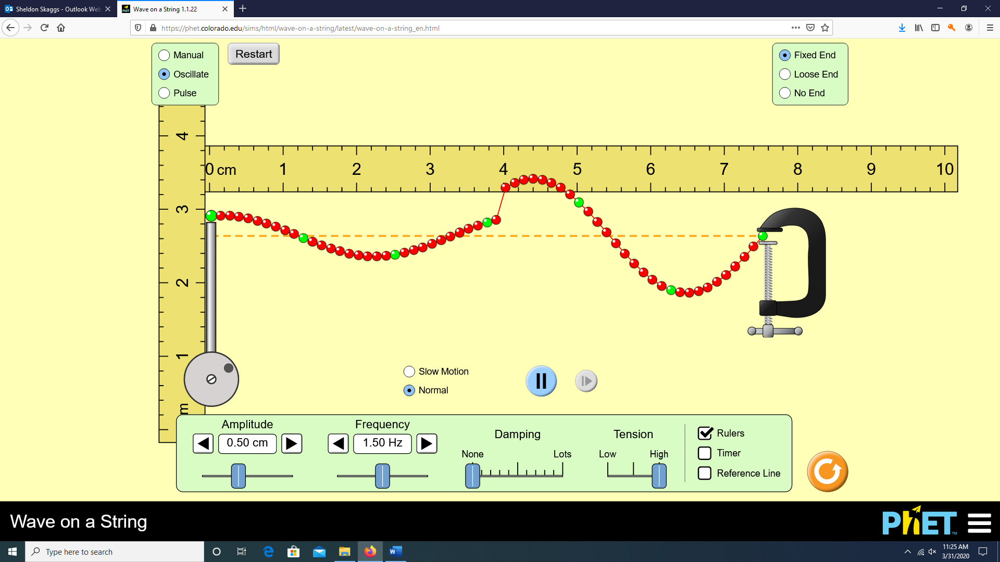 Sheldon Skaggs - Outlook Web
Wave on a String 1.1.22
https://phet.colorado.edu/sims/html/wave-on-a-string/latest/wave-on-a-string_en.html
Manual
Oscillate
Pulse
Restart
Fixed End
Loose End
No End
4
3
2
1
m
0 cm 1 2 3 4 5 6 7 8 9 10
Slow Motion
Normal
Amplitude
0.50 cm
Frequency
1.50 Hz
Damping
None Lots
Tension
Low High
Rulers
Timer
Reference Line
Wave on a String
PhET
Type here to search
11:25 AM
3/31/2020